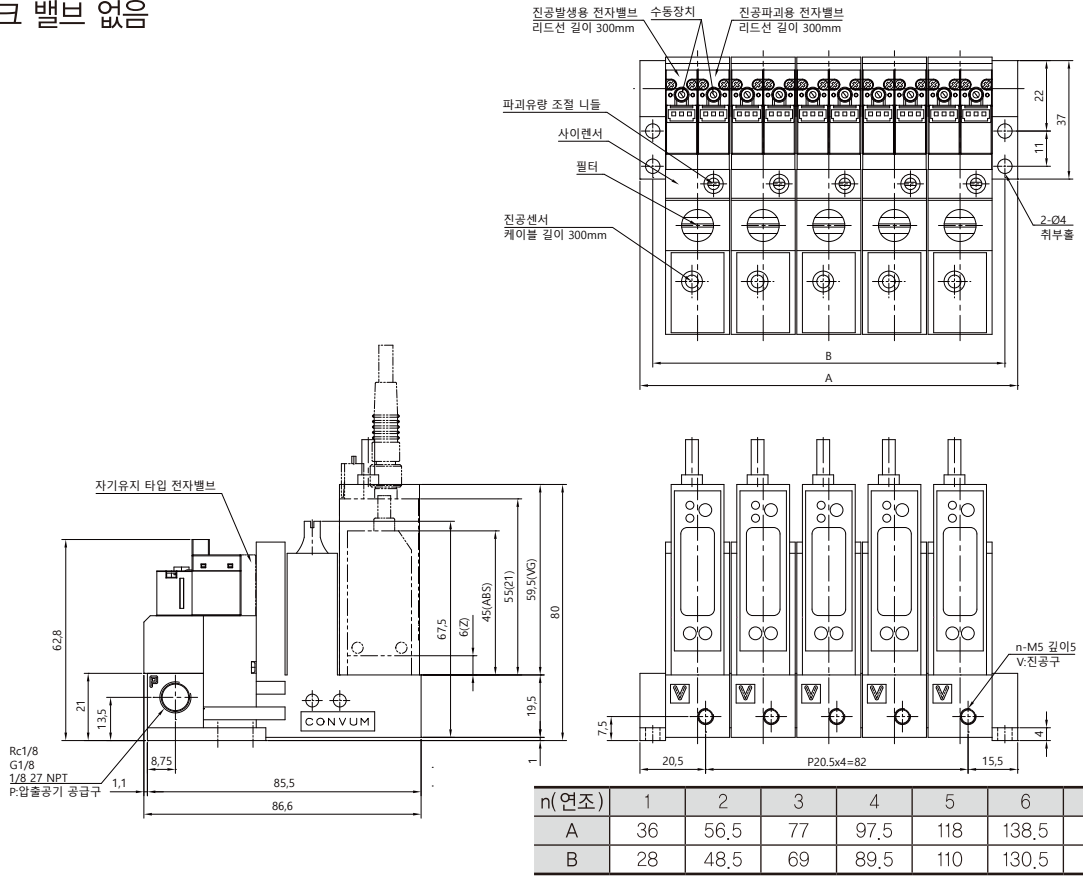 크 밸브 없음
진공발생용 전자밸브
리드선 길이 300mm
수동장치
진공파괴용 전자밸브
리드선 길이 300mm
파괴유량 조절 니들
사이렌서
필터
진공센서
케이블 길이 300mm
22
37
11
2-Ø4
취부홀
B
A
자기유지 타입 전자밸브
62,8
21
13,5
P
Rc1/8
G1/8
1/8 27 NPT
P:압출공기 공급구
8,75
1,1
85,5
86,6
CONVUM
67,5
6(Z)
45(ABS)
55(21)
59,5(VG)
80
19,5
1
n-M5 깊이5
V:진공구
V V V V V
7,5
4
20,5
P20.5x4=82
15,5
n(연조) 1 2 3 4 5 6
A 36 56.5 77 97.5 118 138.5
B 28 48.5 69 89.5 110 130.5